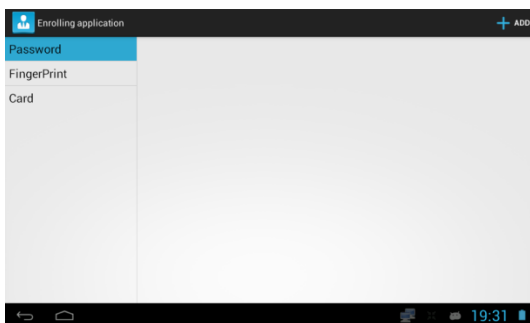 Enrolling application
ADD
Password
FingerPrint
Card
19:31